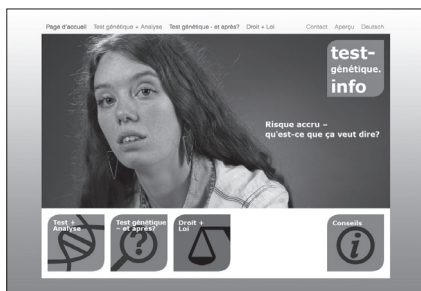 Page d'accueil Test génétique + Analyse Test génétique - et après? Droit + Loi Contact Aperçu Deutsch
test-
génétique.
info
Risque accru –
qu'est-ce que ça veut dire?
Test +
Analyse
Test génétique
– et après?
Droit +
Loi
Conseils